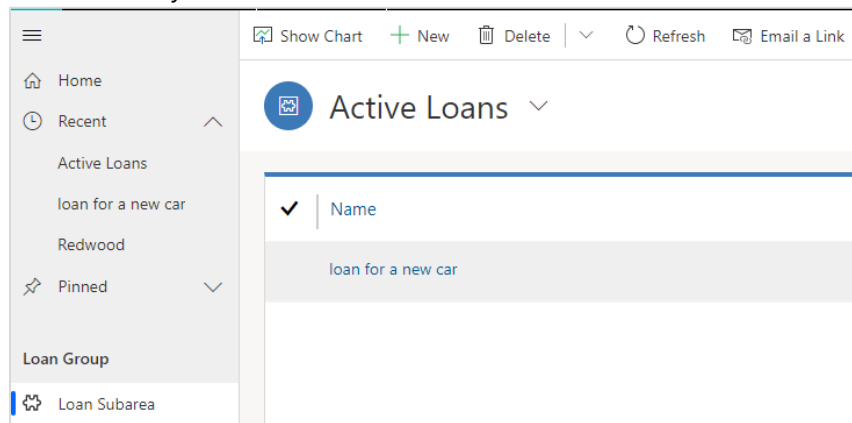 Show Chart New Delete Refresh Email a Link
Home
Recent
Active Loans
loan for a new car
Redwood
Pinned
Loan Group
Loan Subarea
Active Loans
Name
loan for a new car